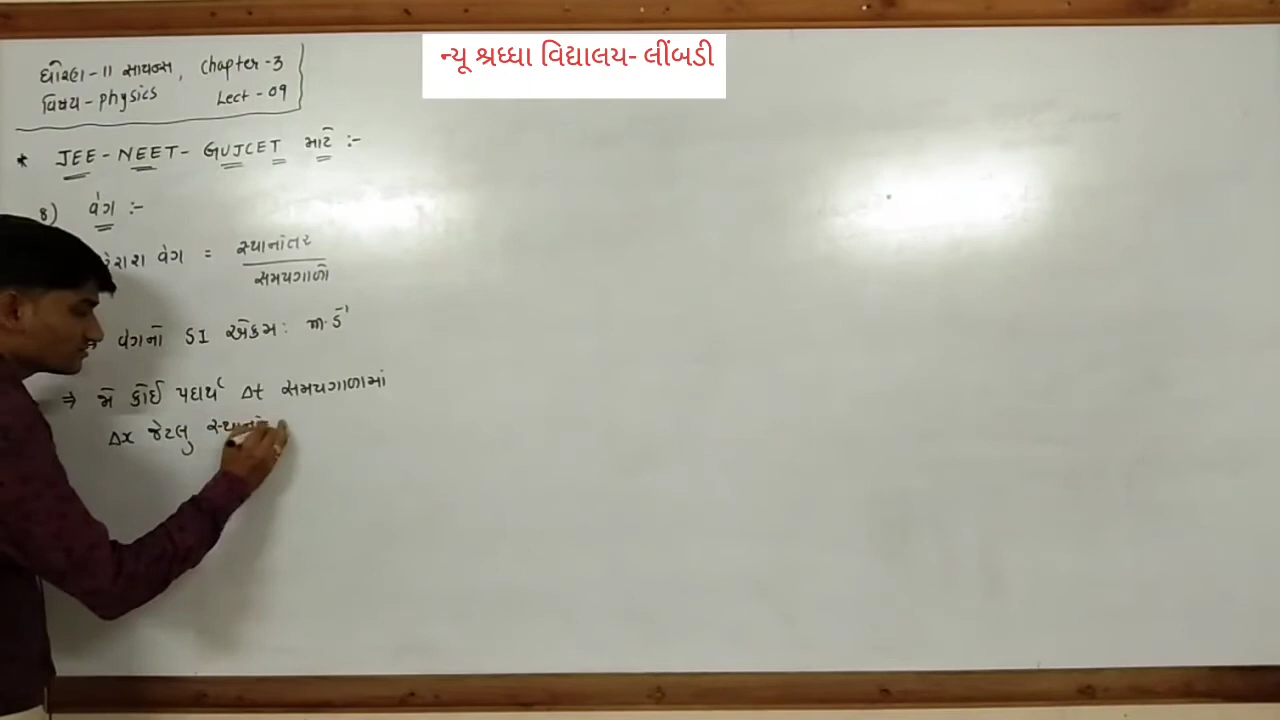 ન્યૂ શ્રધ્ધા વિદ્યાલય- લીંબડી
ધોરણ - 11 સાયન્સ, Chapter - 3
વિષય - physics Lect - 09
* JEE - NEET - GUJCET માટે :-
8) વેગ :-
વેગ = સ્થાનાંતર
સમયગાળો
વેગનો SI એકમ : m.s⁻¹
⇒ જો કોઈ પદાર્થ Δt સમયગાળામાં
Δx જેટલુ